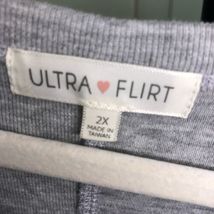 ULTRA FLIRT
2X
MADE IN
TAIWAN